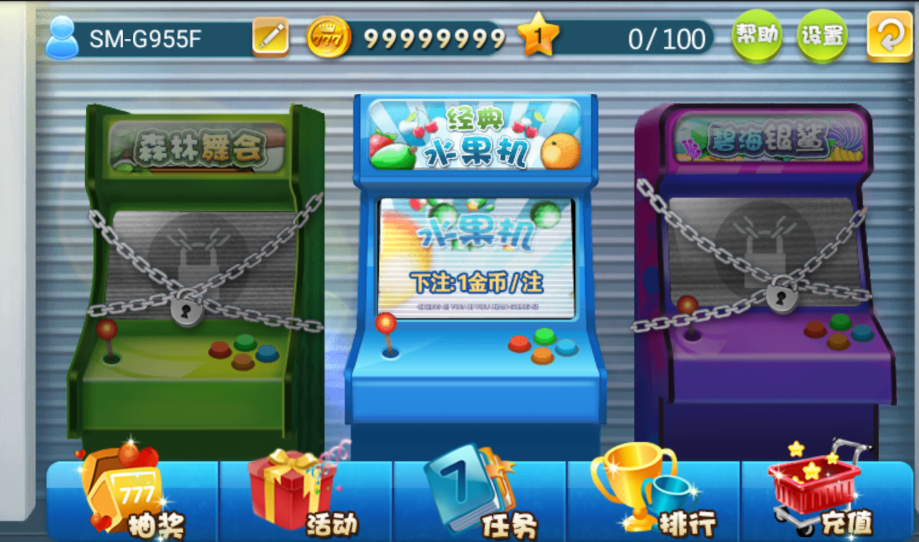 SM-G955F
777
99999999
1
0/100
帮助
设置
森林舞会
经典
水果机
碧海银鲨
水果机
下注:1金币/注
777
7
抽奖
活动
任务
排行
充值